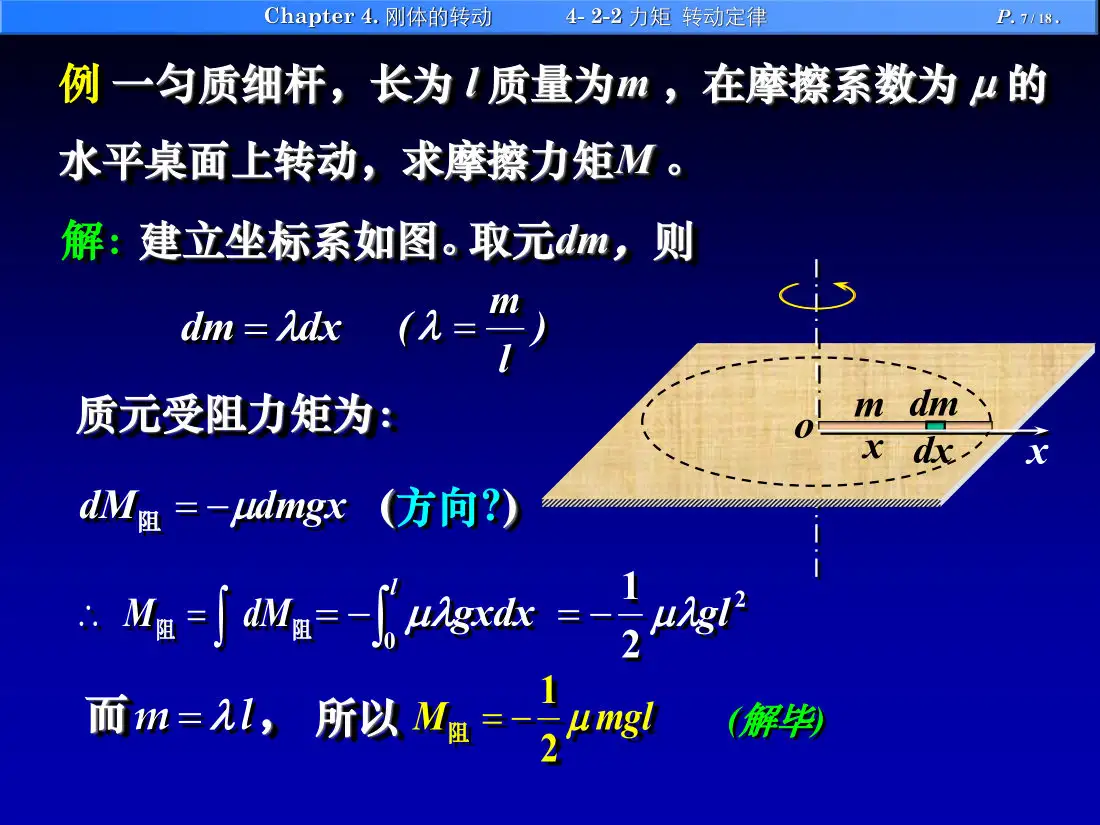 Chapter 4. 刚体的转动 4- 2-2 力矩 转动定律 P. 7 / 18 .
例 一匀质细杆，长为 l 质量为m ，在摩擦系数为 μ 的
水平桌面上转动，求摩擦力矩M 。
解：建立坐标系如图。取元dm，则
dm = λdx ( λ = m/l )
质元受阻力矩为：
dM阻 = −μdmgx (方向?)
∴ M阻 = ∫ dM阻 = −∫₀ˡ μλgxdx = − 1/2 μλgl²
而 m = λ l ， 所以 M阻 = − 1/2 μ mgl (解毕)
m dm
o
x dx x